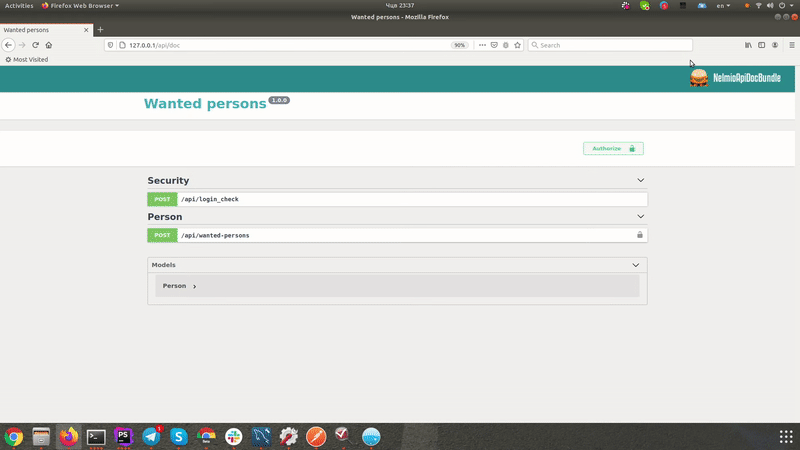 Activities
Firefox Web Browser
Чцв 23:37
en
Wanted persons - Mozilla Firefox
Wanted persons
127.0.0.1/api/doc
90%
Search
Most Visited
NelmioApiDocBundle
Wanted persons 1.0.0
Authorize
Security
POST /api/login_check
Person
POST /api/wanted-persons
Models
Person
PS
1